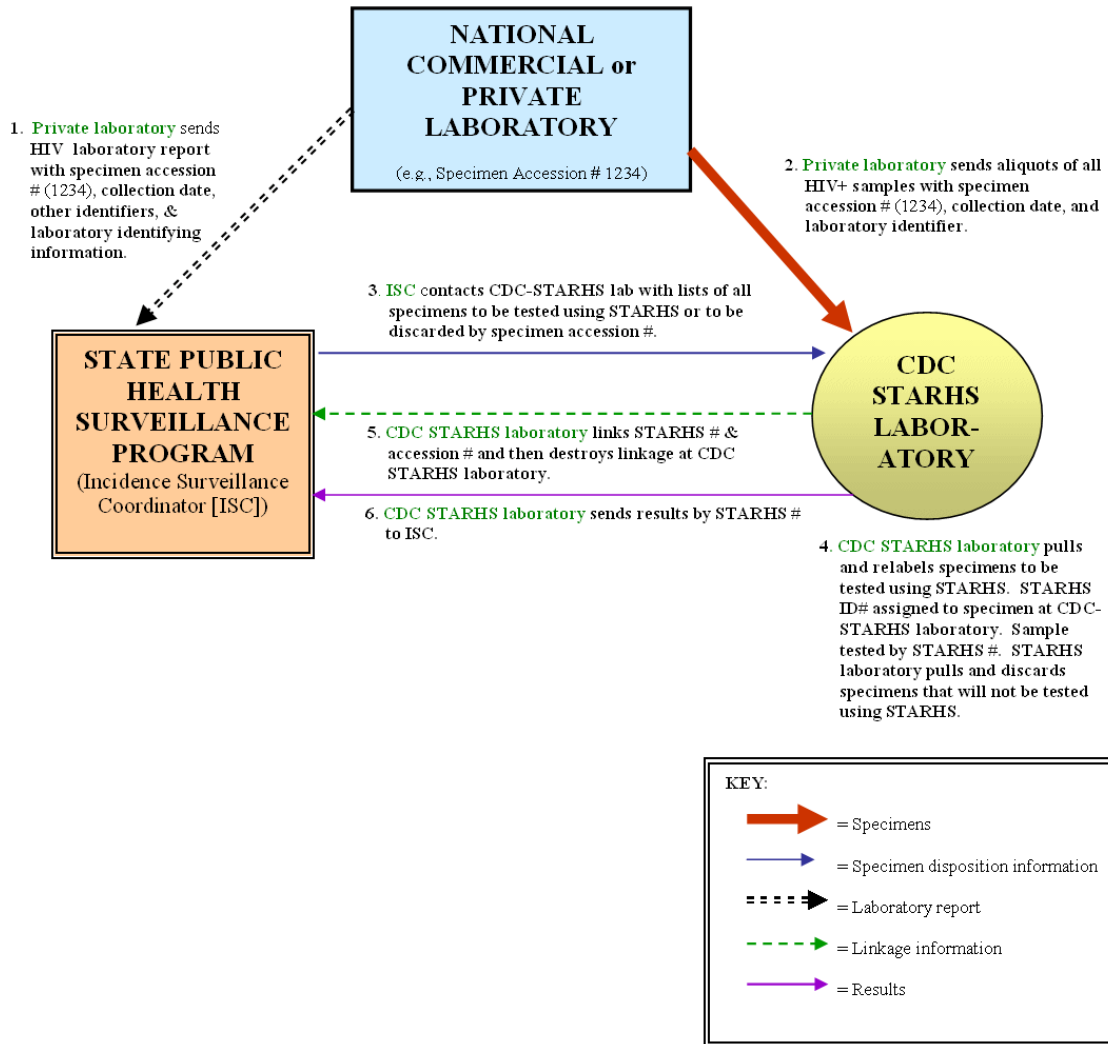 NATIONAL
COMMERCIAL or
PRIVATE
LABORATORY
(e.g., Specimen Accession # 1234)
1. Private laboratory sends
HIV laboratory report
with specimen accession
# (1234), collection date,
other identifiers, &
laboratory identifying
information.
2. Private laboratory sends aliquots of all
HIV+ samples with specimen
accession # (1234), collection date, and
laboratory identifier.
3. ISC contacts CDC-STARHS lab with lists of all
specimens to be tested using STARHS or to be
discarded by specimen accession #.
STATE PUBLIC
HEALTH
SURVEILLANCE
PROGRAM
(Incidence Surveillance
Coordinator [ISC])
CDC
STARHS
LABOR-
ATORY
5. CDC STARHS laboratory links STARHS # &
accession # and then destroys linkage at CDC
STARHS laboratory.
6. CDC STARHS laboratory sends results by STARHS #
to ISC.
4. CDC STARHS laboratory pulls
and relabels specimens to be
tested using STARHS. STARHS
ID# assigned to specimen at CDC-
STARHS laboratory. Sample
tested by STARHS #. STARHS
laboratory pulls and discards
specimens that will not be tested
using STARHS.
KEY:
= Specimens
= Specimen disposition information
= Laboratory report
= Linkage information
= Results